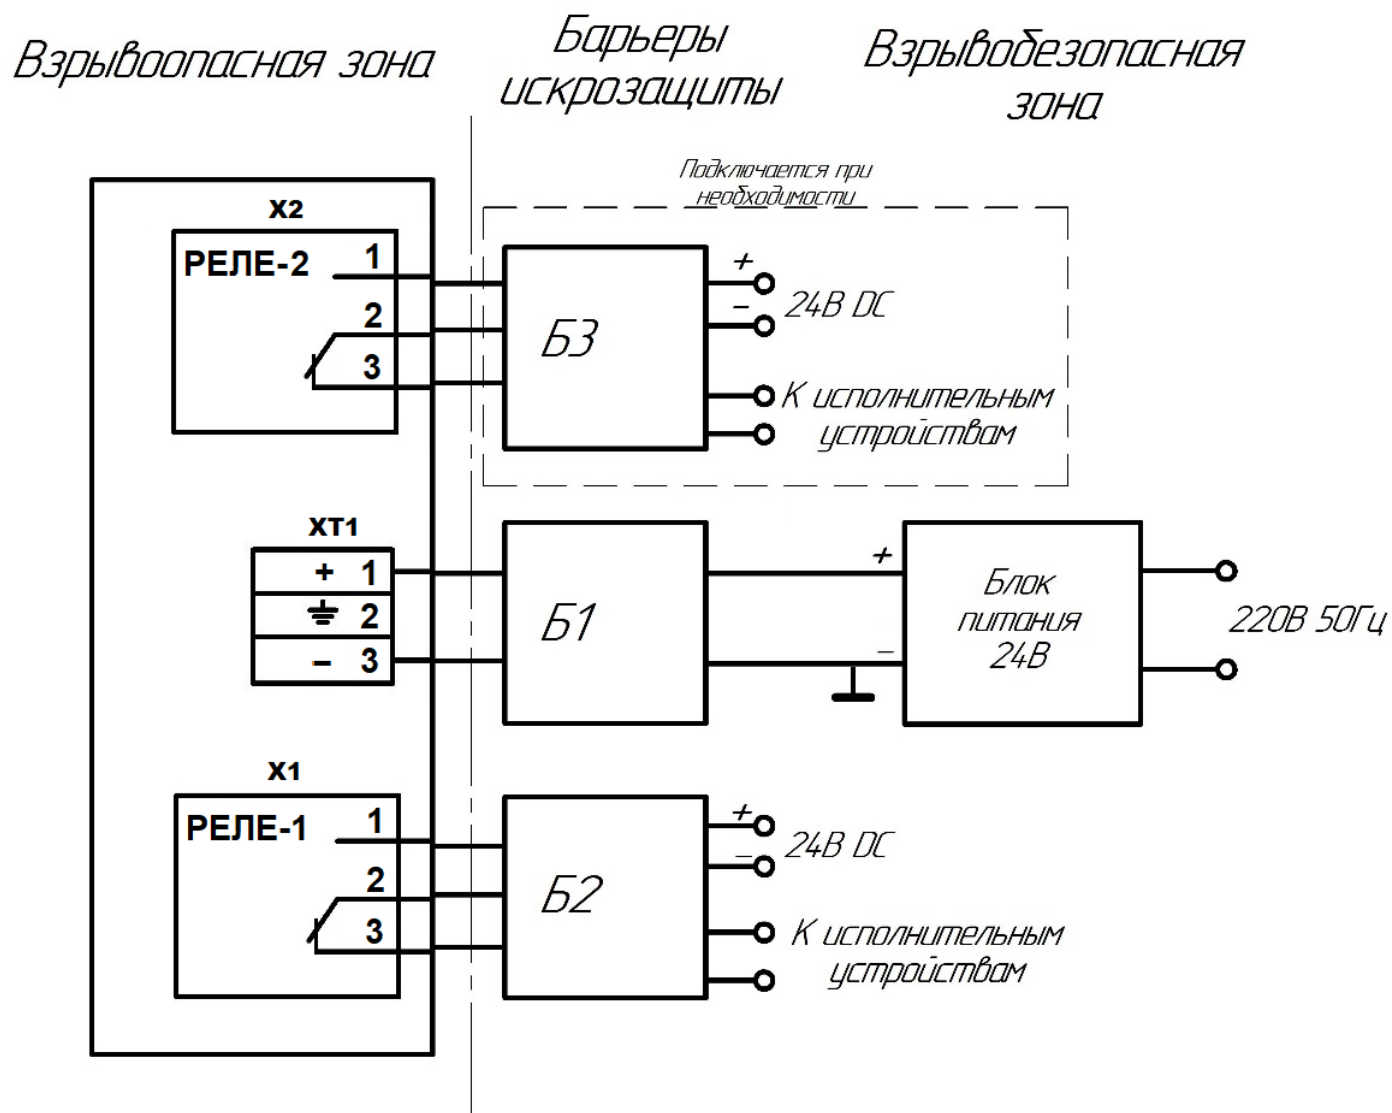 Взрывоопасная зона
Барьеры
искрозащиты
Взрывобезопасная
зона
Подключается при
необходимости
X2
РЕЛЕ-2
1
2
3
Б3
+
–
24В DC
К исполнительным
устройствам
XT1
+ 1
2
– 3
Б1
+
–
Блок
питания
24В
220В 50Гц
X1
РЕЛЕ-1
1
2
3
Б2
+
–
24В DC
К исполнительным
устройствам